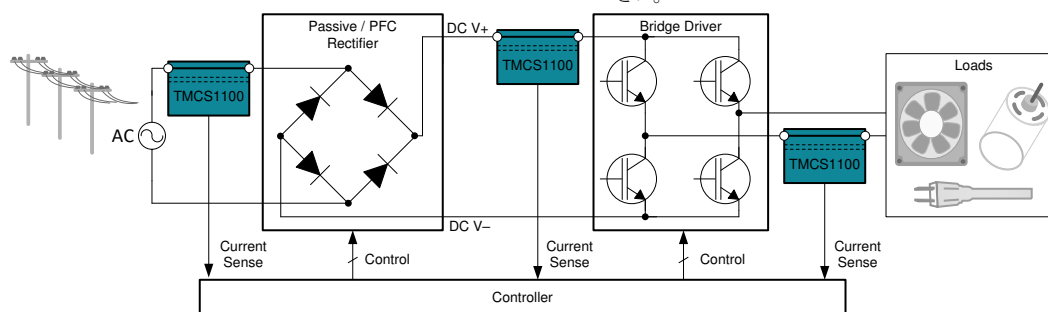 Passive / PFC
Rectifier
DC V+
Bridge Driver
Loads
TMCS1100
TMCS1100
AC
TMCS1100
DC V–
Current
Sense
Control
Current
Sense
Control
Current
Sense
Controller